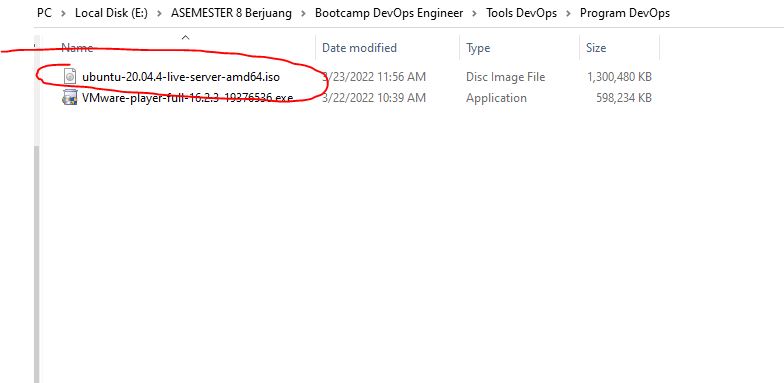 PC > Local Disk (E:) > ASEMESTER 8 Berjuang > Bootcamp DevOps Engineer > Tools DevOps > Program DevOps
Name Date modified Type Size
ubuntu-20.04.4-live-server-amd64.iso 3/23/2022 11:56 AM Disc Image File 1,300,480 KB
VMware-player-full-16.2.3-19376536.exe 3/22/2022 10:39 AM Application 598,234 KB